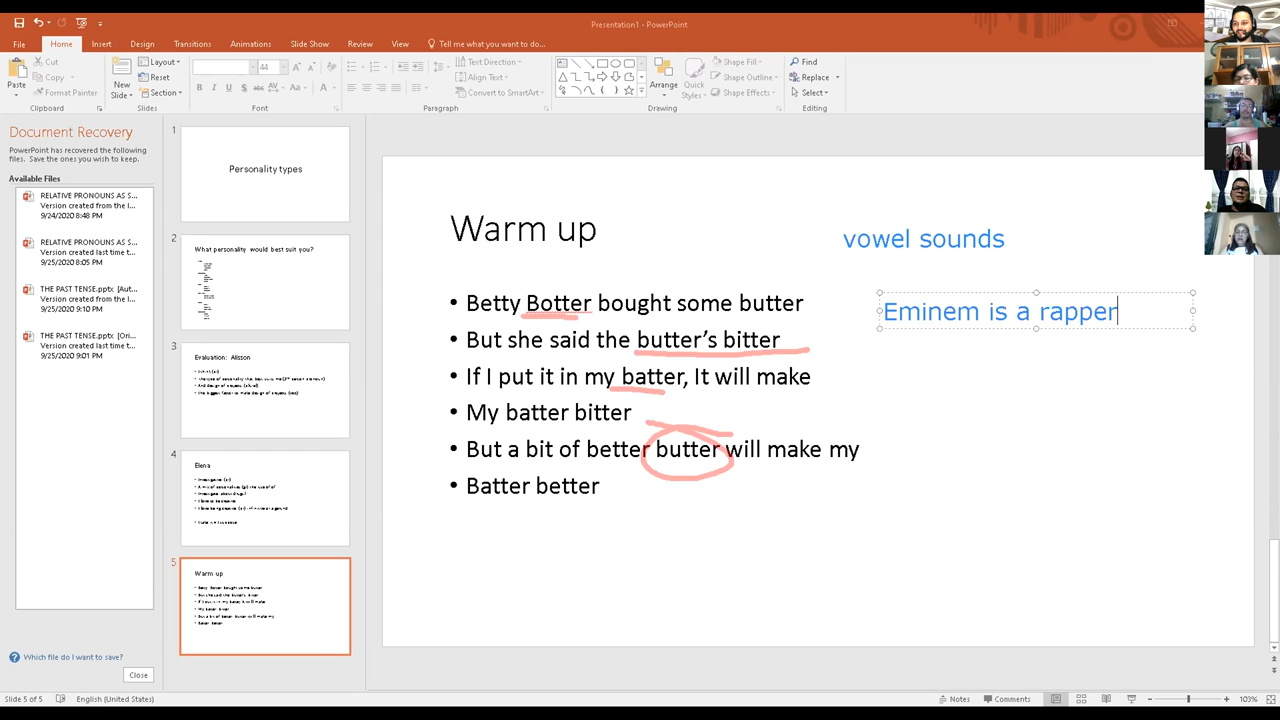 Presentation1 - PowerPoint
File Home Insert Design Transitions Animations Slide Show Review View Tell me what you want to do...
Paste
Cut
Copy
Format Painter
Clipboard
New Slide
Layout
Reset
Section
Slides
44
B I U S abc AV Aa A
Font
Text Direction
Align Text
Convert to SmartArt
Paragraph
Arrange
Quick Styles
Shape Fill
Shape Outline
Shape Effects
Drawing
Find
Replace
Select
Editing
Document Recovery
PowerPoint has recovered the following
files. Save the ones you wish to keep.
Available Files
RELATIVE PRONOUNS AS S...
Version created from the l...
9/24/2020 8:48 PM
RELATIVE PRONOUNS AS S...
Version created last time t...
9/25/2020 8:05 PM
THE PAST TENSE.pptx [Aut...
Version created from the l...
9/25/2020 9:10 PM
THE PAST TENSE.pptx [Ori...
Version created last time t...
9/25/2020 9:01 PM
Which file do I want to save?
Close
1
Personality types
2
What personality would best suit you?
3
Evaluation: Alisson
4
Elena
5
Warm up
Warm up
vowel sounds
• Betty Botter bought some butter
Eminem is a rapper
• But she said the butter's bitter
• If I put it in my batter, It will make
• My batter bitter
• But a bit of better butter will make my
• Batter better
Slide 5 of 5 English (United States) Notes Comments 103%